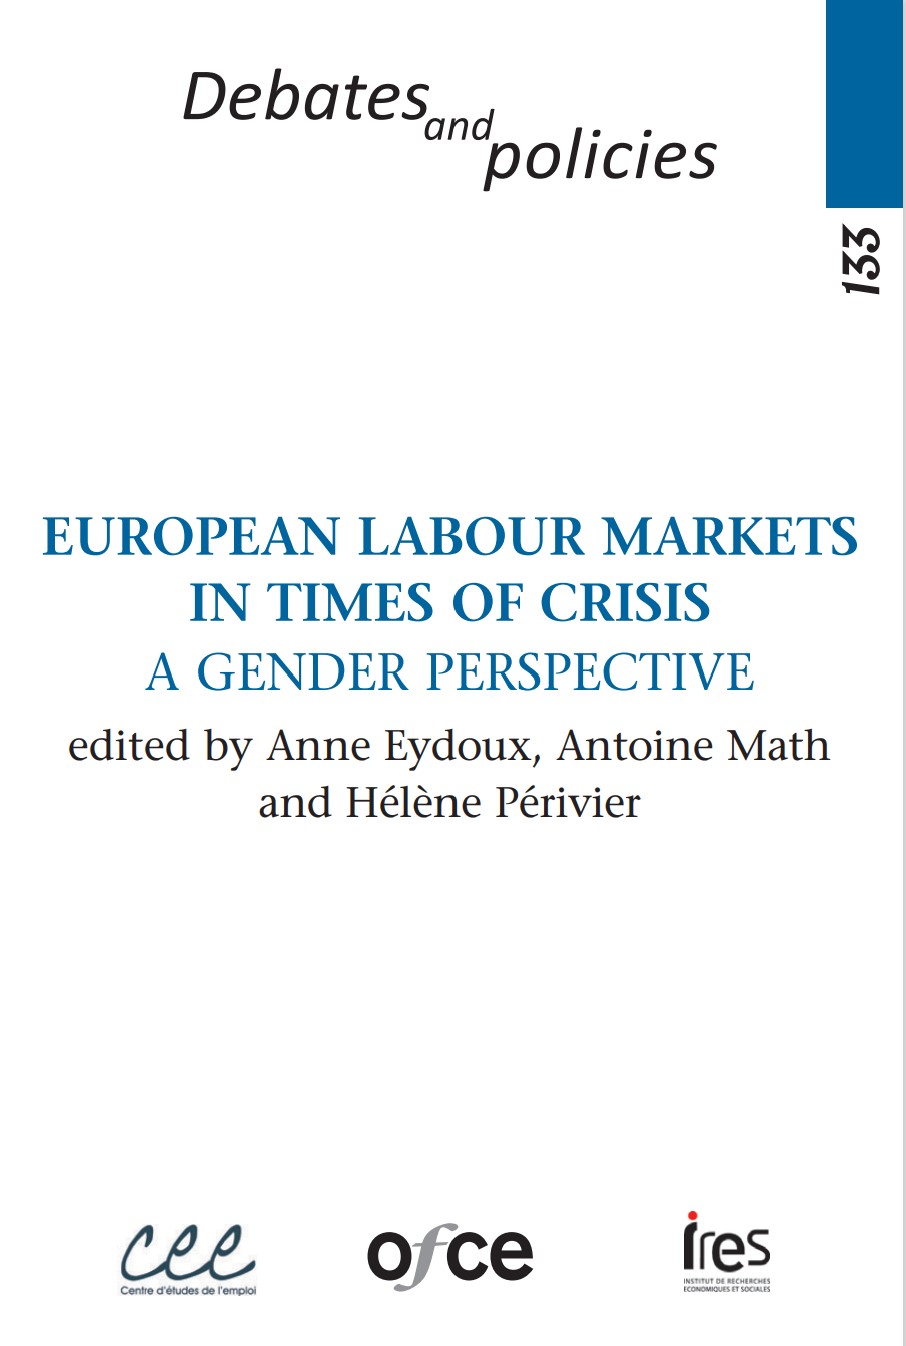 Debates
and
policies
133
EUROPEAN LABOUR MARKETS
IN TIMES OF CRISIS
A GENDER PERSPECTIVE
edited by Anne Eydoux, Antoine Math
and Hélène Périvier
cee
Centre d'études de l'emploi
ofce
ires
INSTITUT DE RECHERCHES
ECONOMIQUES ET SOCIALES